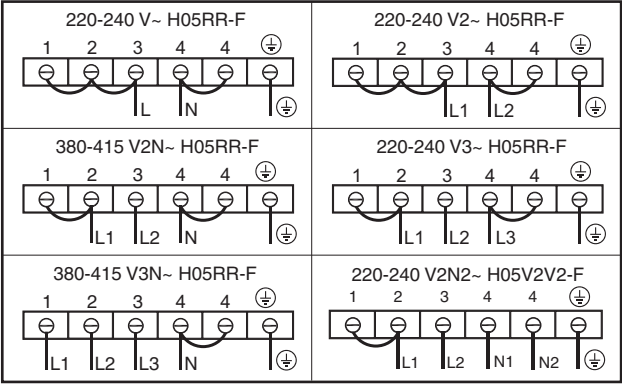 220-240 V~ H05RR-F
1 2 3 4 4
L N
220-240 V2~ H05RR-F
1 2 3 4 4
L1 L2
380-415 V2N~ H05RR-F
1 2 3 4 4
L1 L2 N
220-240 V3~ H05RR-F
1 2 3 4 4
L1 L2 L3
380-415 V3N~ H05RR-F
1 2 3 4 4
L1 L2 L3 N
220-240 V2N2~ H05V2V2-F
1 2 3 4 4
L1 L2 N1 N2